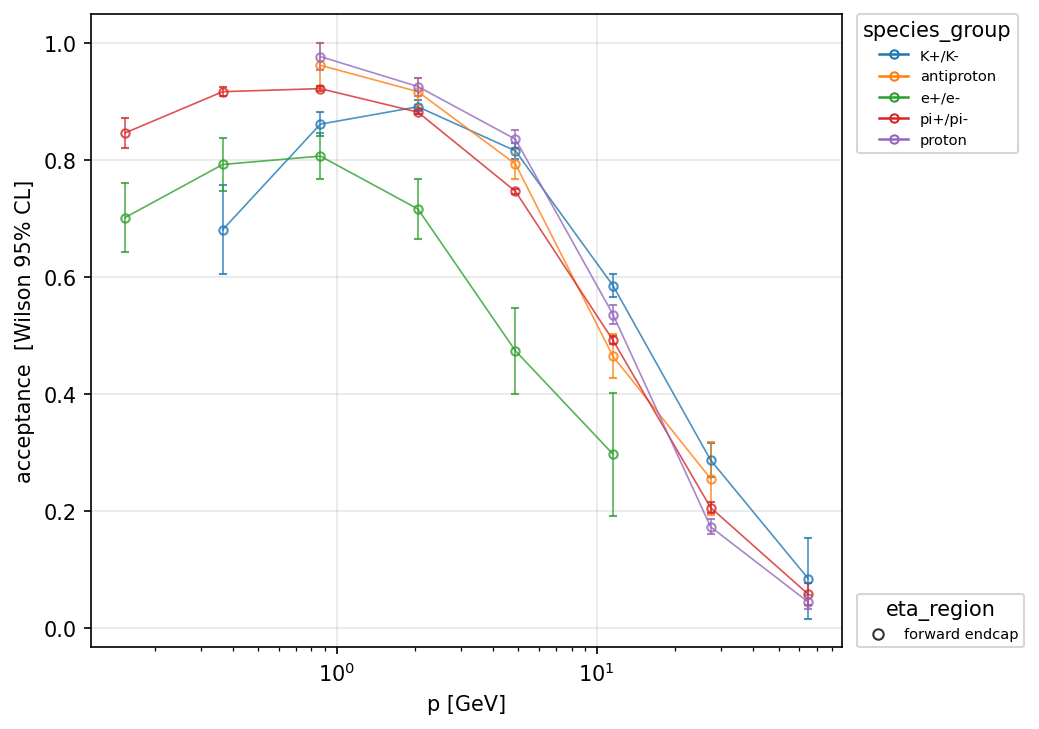 species_group
K+/K-
antiproton
e+/e-
pi+/pi-
proton
acceptance  [Wilson 95% CL]
1.0
0.8
0.6
0.4
0.2
0.0
10⁰
10¹
p [GeV]
eta_region
forward endcap